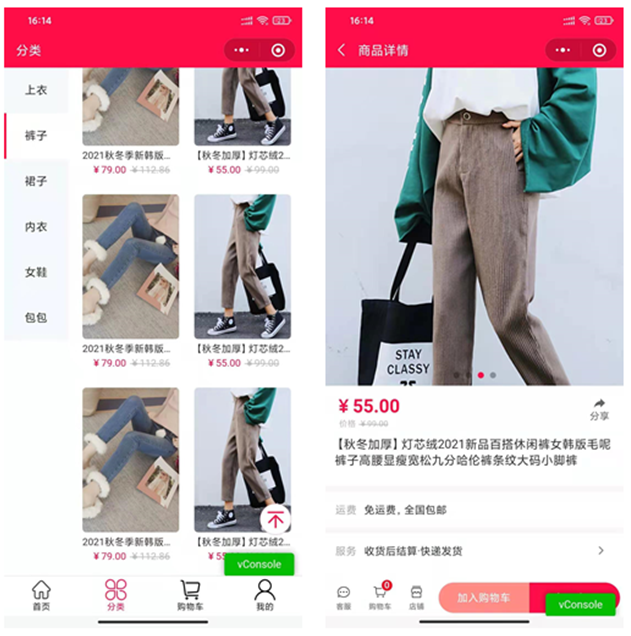 16:14
分类
上衣
裤子
裙子
内衣
女鞋
包包
2021秋冬季新韩版...
¥79.00 ¥112.86
【秋冬加厚】灯芯绒2...
¥55.00 ¥99.00
2021秋冬季新韩版...
¥79.00 ¥112.86
【秋冬加厚】灯芯绒2...
¥55.00 ¥99.00
2021秋冬季新韩版...
¥79.00 ¥112.86
【秋冬加厚】灯芯绒2...
¥5
vConsole
首页
分类
购物车
我的
16:14
商品详情
STAY
CLASSY
¥55.00
价格 ¥99.00
分享
【秋冬加厚】灯芯绒2021新品百搭休闲裤女韩版毛呢
裤子高腰显瘦宽松九分哈伦裤条纹大码小脚裤
运费 免运费，全国包邮
服务 收货后结算·快递发货
客服
购物车
0
店铺
加入购物车
vConsole